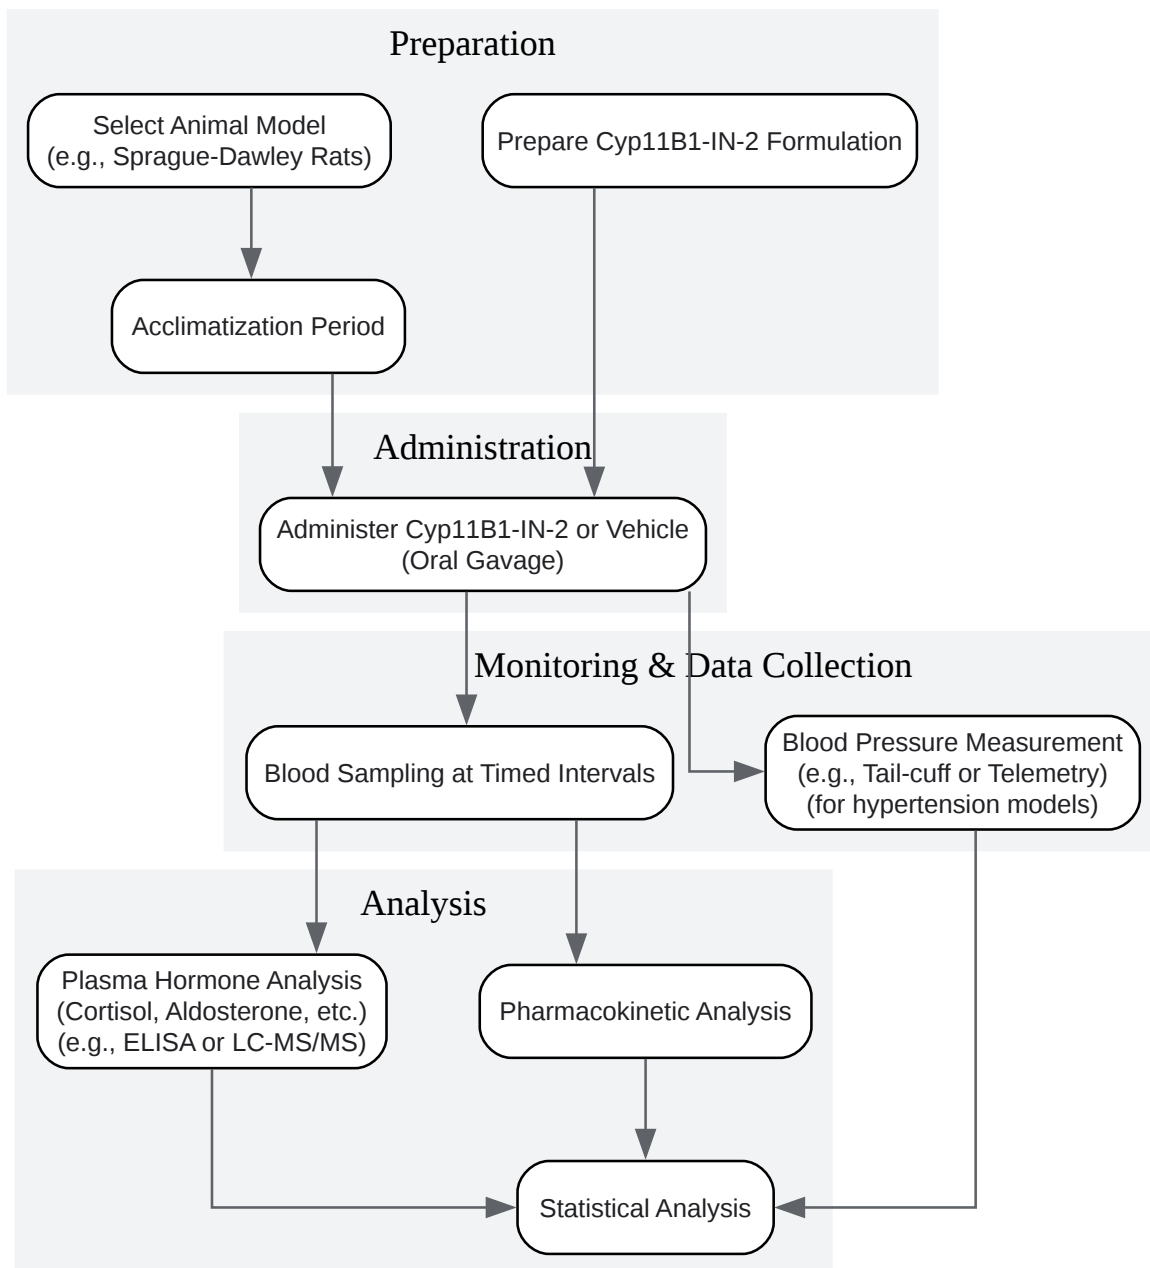 Preparation
Select Animal Model
(e.g., Sprague-Dawley Rats)
Prepare Cyp11B1-IN-2 Formulation
Acclimatization Period
Administration
Administer Cyp11B1-IN-2 or Vehicle
(Oral Gavage)
Monitoring & Data Collection
Blood Sampling at Timed Intervals
Blood Pressure Measurement
(e.g., Tail-cuff or Telemetry)
(for hypertension models)
Analysis
Plasma Hormone Analysis
(Cortisol, Aldosterone, etc.)
(e.g., ELISA or LC-MS/MS)
Pharmacokinetic Analysis
Statistical Analysis